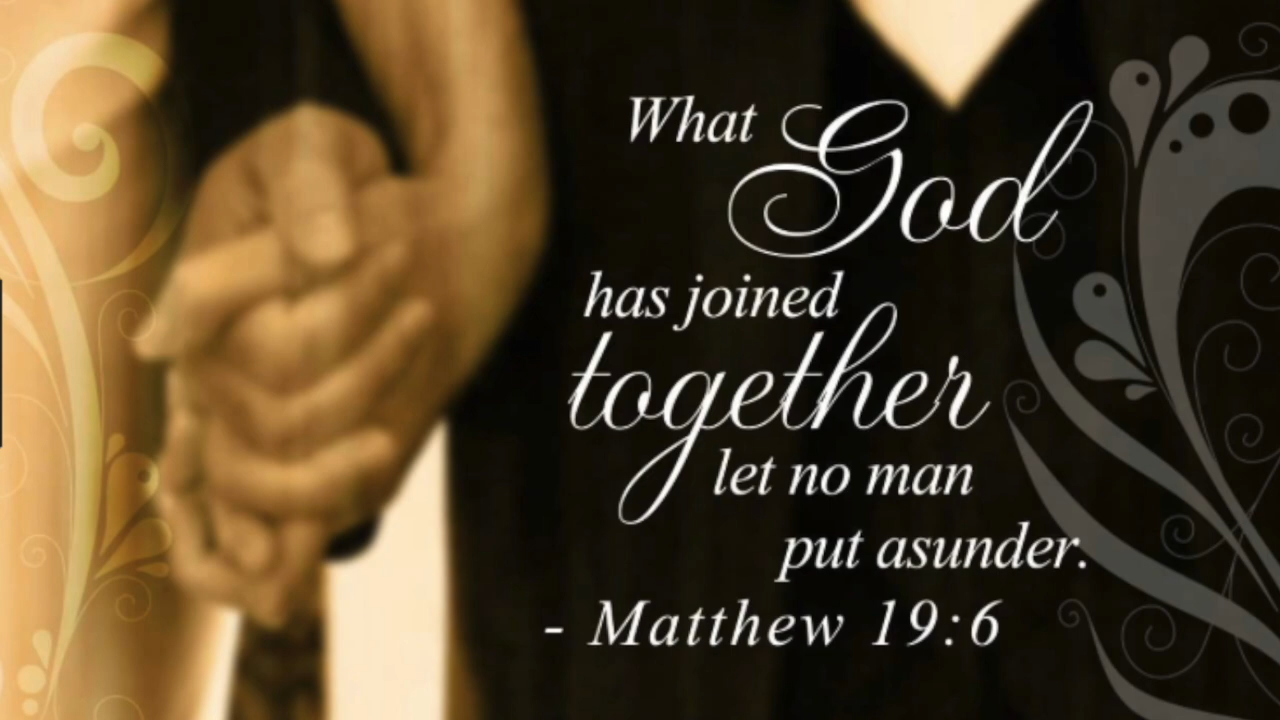 What God
has joined
together
let no man
put asunder.
- Matthew 19:6